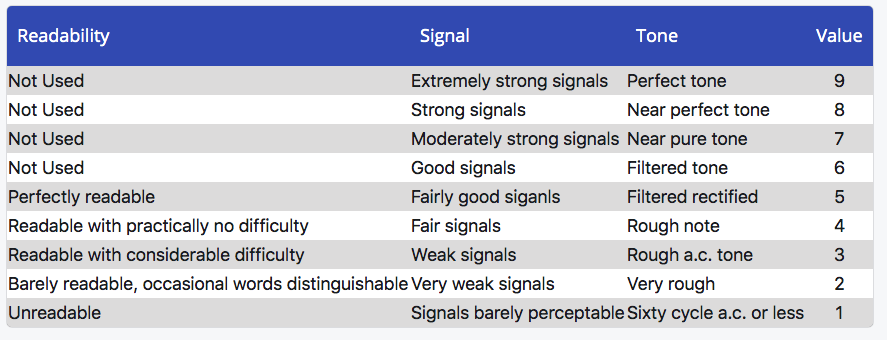 Readability Signal Tone Value
Not Used Extremely strong signals Perfect tone 9
Not Used Strong signals Near perfect tone 8
Not Used Moderately strong signals Near pure tone 7
Not Used Good signals Filtered tone 6
Perfectly readable Fairly good siganls Filtered rectified 5
Readable with practically no difficulty Fair signals Rough note 4
Readable with considerable difficulty Weak signals Rough a.c. tone 3
Barely readable, occasional words distinguishable Very weak signals Very rough 2
Unreadable Signals barely perceptable Sixty cycle a.c. or less 1